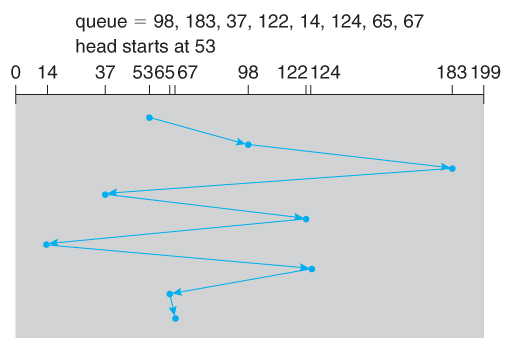 queue = 98, 183, 37, 122, 14, 124, 65, 67
head starts at 53
0 14 37 53 65 67 98 122 124 183 199